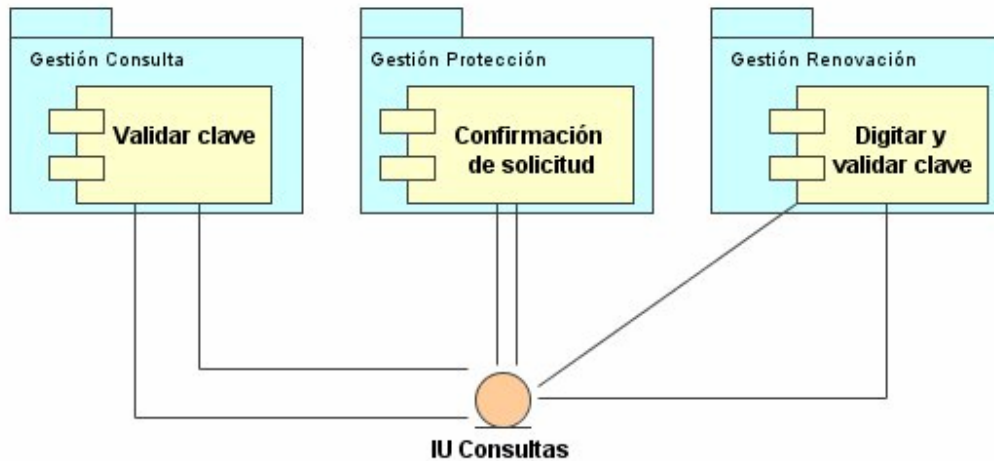 Gestión Consulta
Validar clave
Gestión Protección
Confirmación
de solicitud
Gestión Renovación
Digitar y
validar clave
IU Consultas